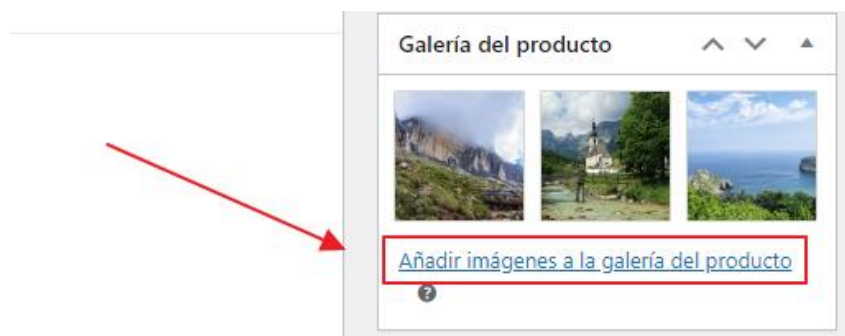 Galería del producto
Añadir imágenes a la galería del producto
?